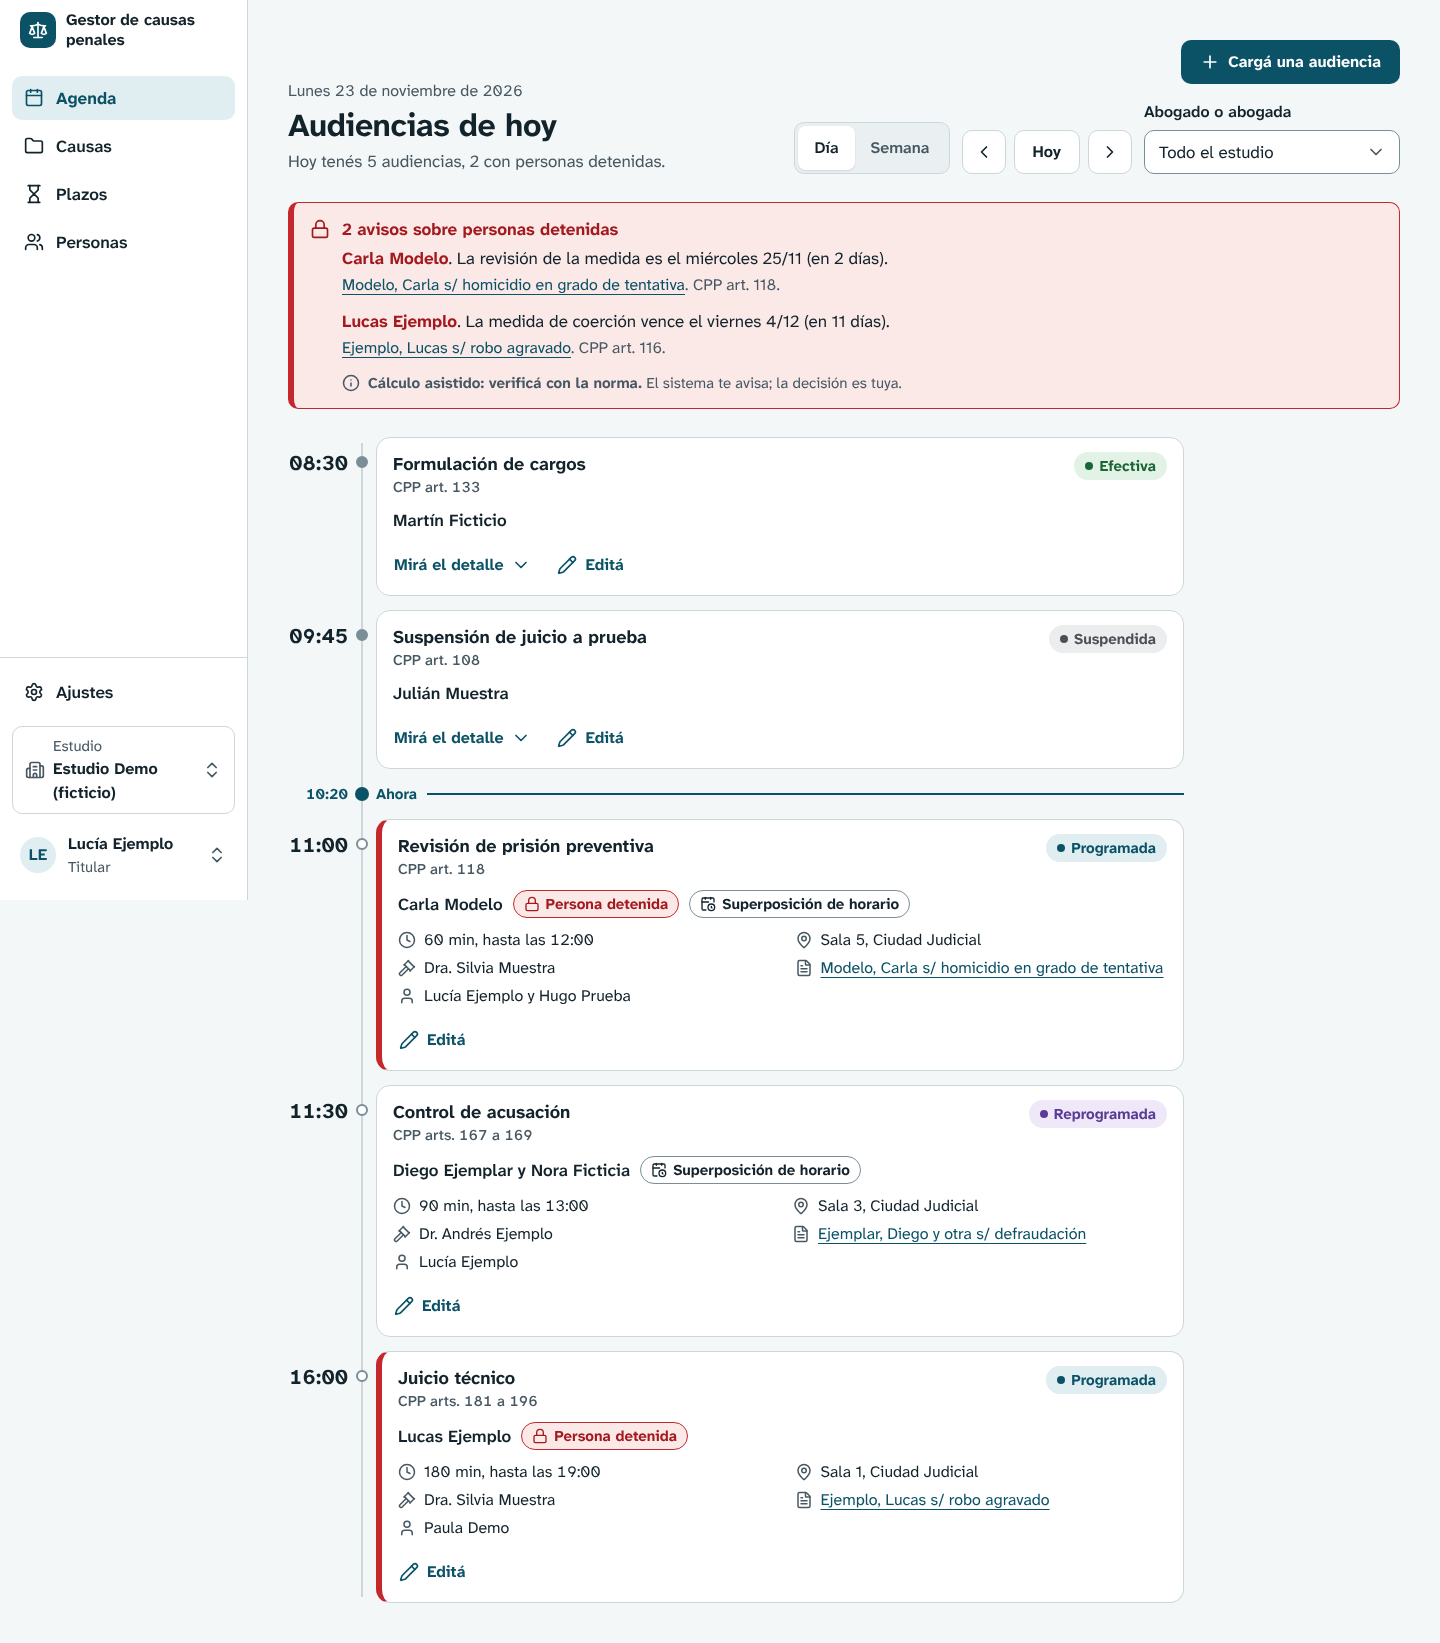 Gestor de causas
penales
Agenda
Causas
Plazos
Personas
Ajustes
Estudio
Estudio Demo
(ficticio)
LE
Lucía Ejemplo
Titular
Cargá una audiencia
Lunes 23 de noviembre de 2026
Audiencias de hoy
Hoy tenés 5 audiencias, 2 con personas detenidas.
Día
Semana
Hoy
Abogado o abogada
Todo el estudio
2 avisos sobre personas detenidas
Carla Modelo. La revisión de la medida es el miércoles 25/11 (en 2 días).
Modelo, Carla s/ homicidio en grado de tentativa. CPP art. 118.
Lucas Ejemplo. La medida de coerción vence el viernes 4/12 (en 11 días).
Ejemplo, Lucas s/ robo agravado. CPP art. 116.
Cálculo asistido: verificá con la norma. El sistema te avisa; la decisión es tuya.
08:30
Formulación de cargos
Efectiva
CPP art. 133
Martín Ficticio
Mirá el detalle
Editá
09:45
Suspensión de juicio a prueba
Suspendida
CPP art. 108
Julián Muestra
Mirá el detalle
Editá
10:20 Ahora
11:00
Revisión de prisión preventiva
Programada
CPP art. 118
Carla Modelo
Persona detenida
Superposición de horario
60 min, hasta las 12:00
Sala 5, Ciudad Judicial
Dra. Silvia Muestra
Modelo, Carla s/ homicidio en grado de tentativa
Lucía Ejemplo y Hugo Prueba
Editá
11:30
Control de acusación
Reprogramada
CPP arts. 167 a 169
Diego Ejemplar y Nora Ficticia
Superposición de horario
90 min, hasta las 13:00
Sala 3, Ciudad Judicial
Dr. Andrés Ejemplo
Ejemplar, Diego y otra s/ defraudación
Lucía Ejemplo
Editá
16:00
Juicio técnico
Programada
CPP arts. 181 a 196
Lucas Ejemplo
Persona detenida
180 min, hasta las 19:00
Sala 1, Ciudad Judicial
Dra. Silvia Muestra
Ejemplo, Lucas s/ robo agravado
Paula Demo
Editá